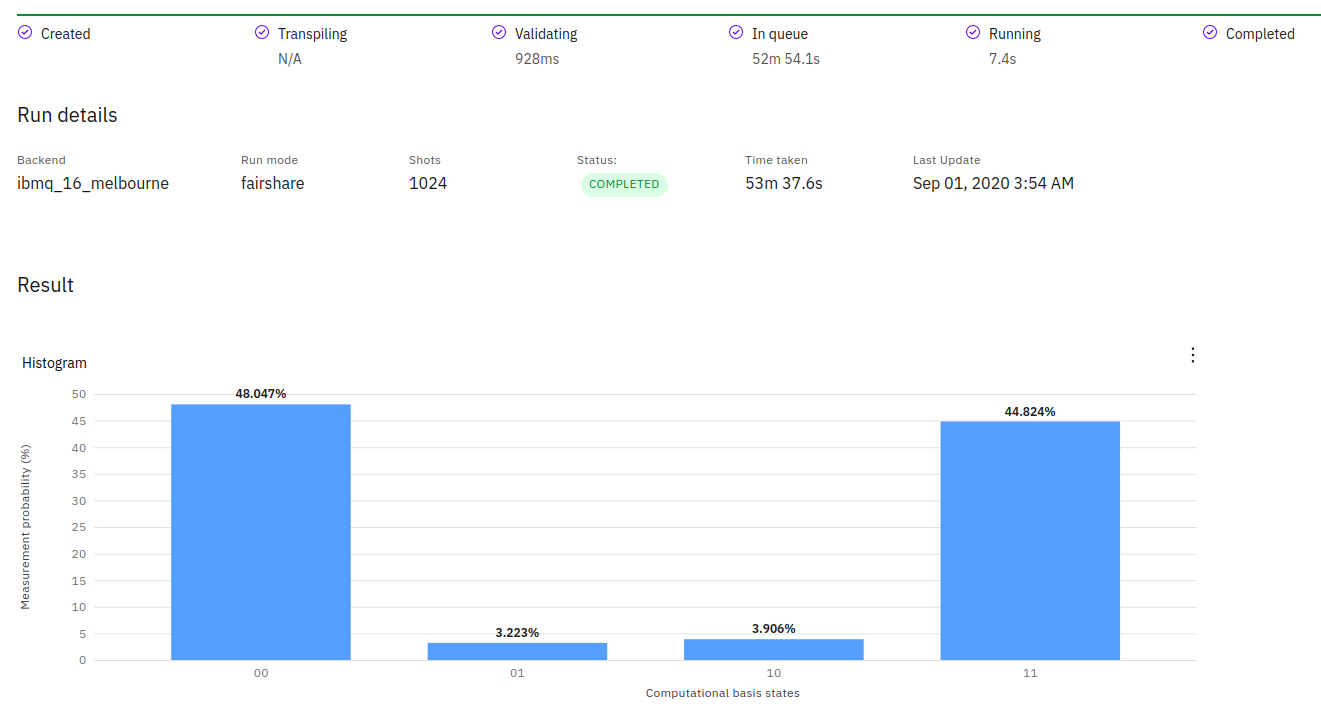 Created Transpiling Validating In queue Running Completed
N/A 928ms 52m 54.1s 7.4s
Run details
Backend Run mode Shots Status: Time taken Last Update
ibmq_16_melbourne fairshare 1024 COMPLETED 53m 37.6s Sep 01, 2020 3:54 AM
Result
Histogram
Measurement probability (%)
50
45
40
35
30
25
20
15
10
5
0
48.047%
3.223%
3.906%
44.824%
00 01 10 11
Computational basis states